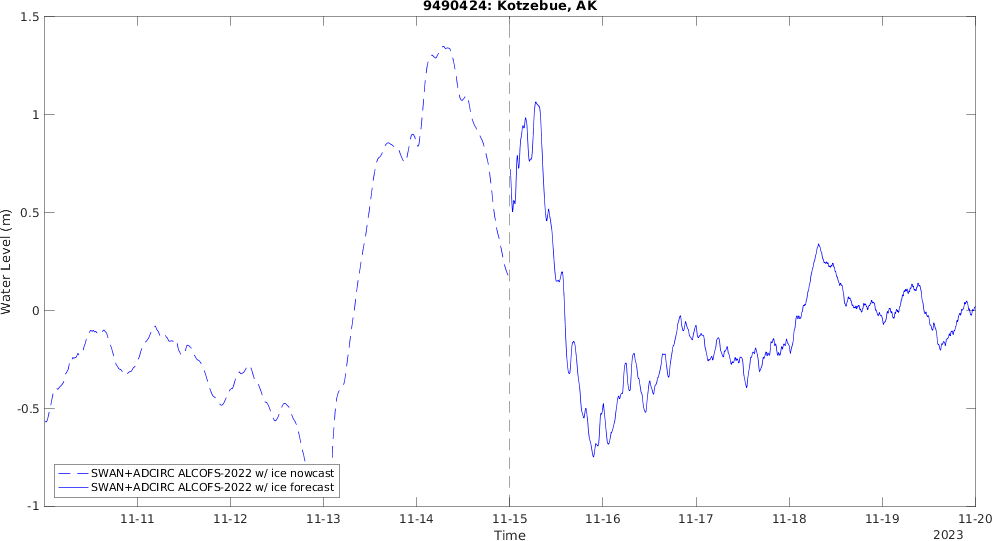 9490424: Kotzebue, AK
1.5
1
0.5
0
-0.5
-1
Water Level (m)
SWAN+ADCIRC ALCOFS-2022 w/ ice nowcast
SWAN+ADCIRC ALCOFS-2022 w/ ice forecast
11-11 11-12 11-13 11-14 11-15 11-16 11-17 11-18 11-19 11-20
Time
2023